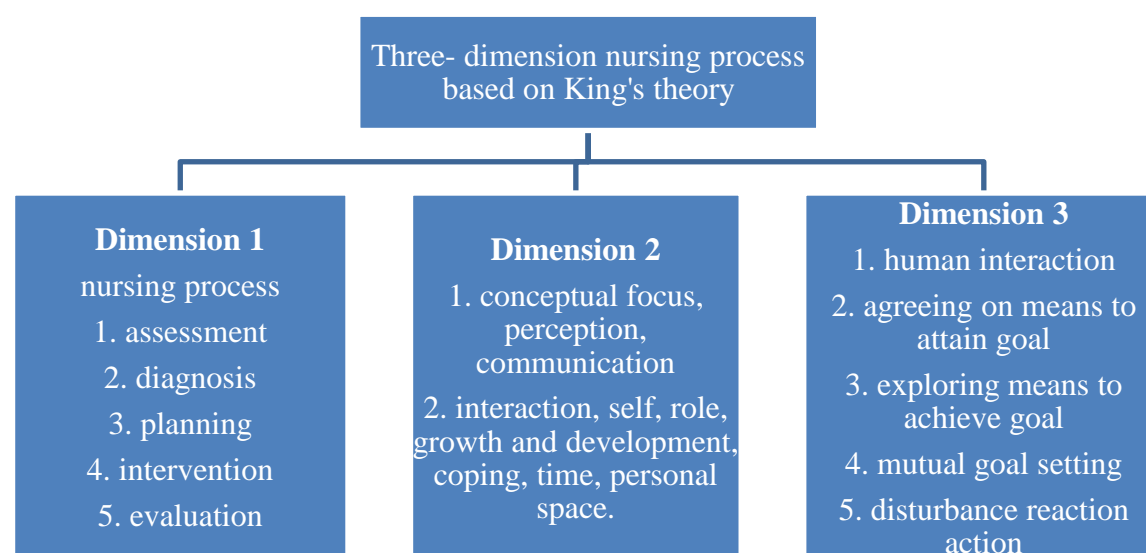 Three- dimension nursing process
based on King's theory
Dimension 1
nursing process
1. assessment
2. diagnosis
3. planning
4. intervention
5. evaluation
Dimension 2
1. conceptual focus,
perception,
communication
2. interaction, self, role,
growth and development,
coping, time, personal
space.
Dimension 3
1. human interaction
2. agreeing on means to
attain goal
3. exploring means to
achieve goal
4. mutual goal setting
5. disturbance reaction
action